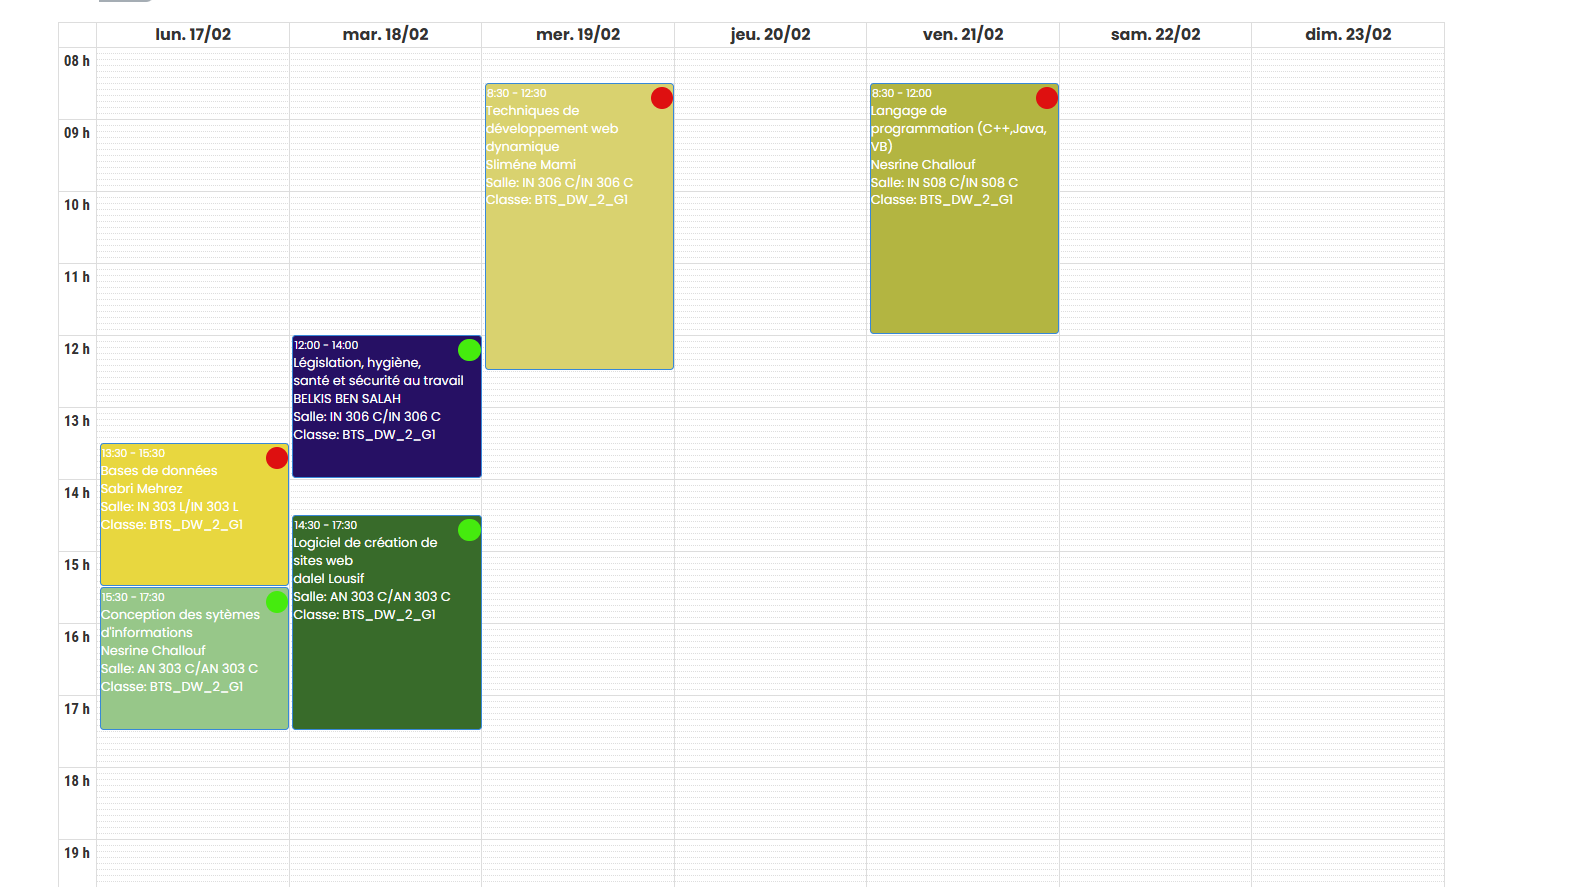 lun. 17/02
mar. 18/02
mer. 19/02
jeu. 20/02
ven. 21/02
sam. 22/02
dim. 23/02
08 h
09 h
10 h
11 h
12 h
13 h
14 h
15 h
16 h
17 h
18 h
19 h
13:30 - 15:30
Bases de données
Sabri Mehrez
Salle: IN 303 L/IN 303 L
Classe: BTS_DW_2_G1
15:30 - 17:30
Conception des sytèmes
d'informations
Nesrine Challouf
Salle: AN 303 C/AN 303 C
Classe: BTS_DW_2_G1
12:00 - 14:00
Législation, hygiène,
santé et sécurité au travail
BELKIS BEN SALAH
Salle: IN 306 C/IN 306 C
Classe: BTS_DW_2_G1
14:30 - 17:30
Logiciel de création de
sites web
dalel Lousif
Salle: AN 303 C/AN 303 C
Classe: BTS_DW_2_G1
8:30 - 12:30
Techniques de
développement web
dynamique
Sliméne Mami
Salle: IN 306 C/IN 306 C
Classe: BTS_DW_2_G1
8:30 - 12:00
Langage de
programmation (C++,Java,
VB)
Nesrine Challouf
Salle: IN S08 C/IN S08 C
Classe: BTS_DW_2_G1